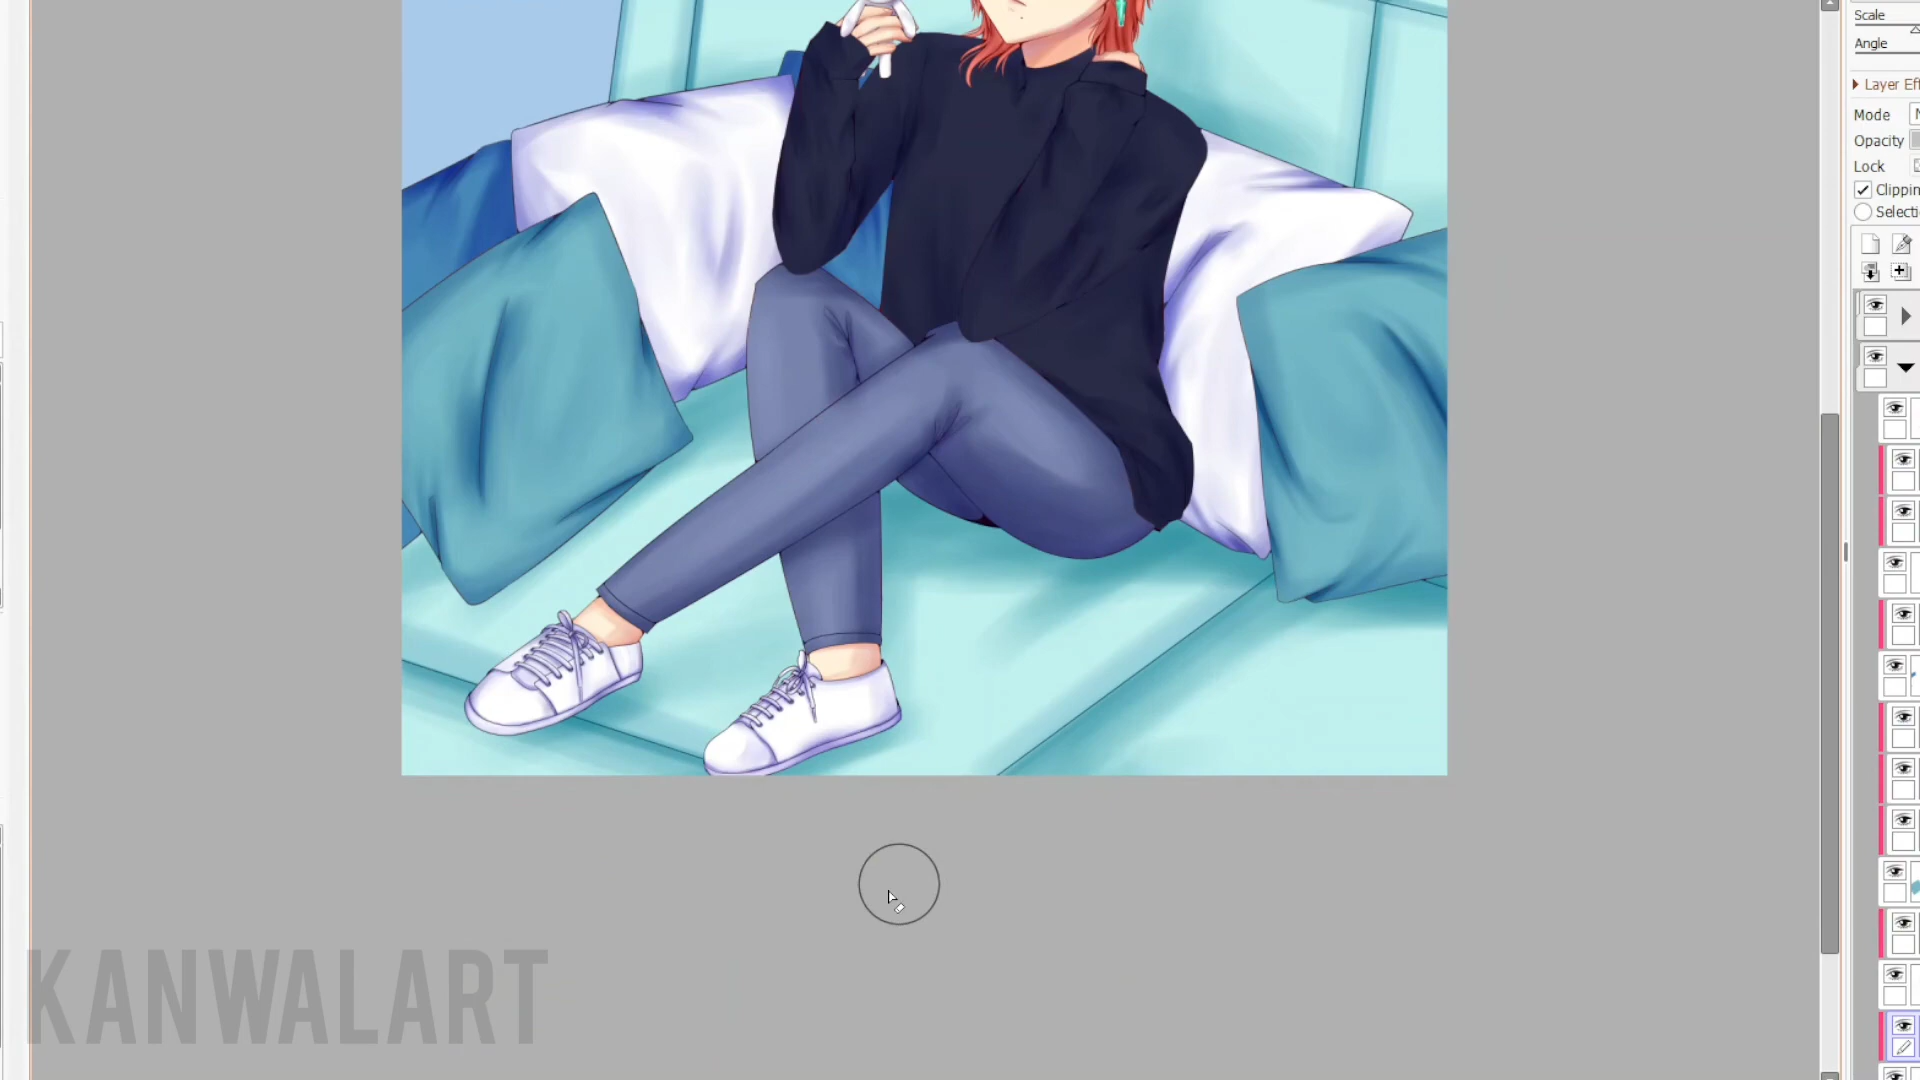 Scale
Angle
Layer Ef
Mode
Opacity
Lock
Clippin
Selecti
KANWALART